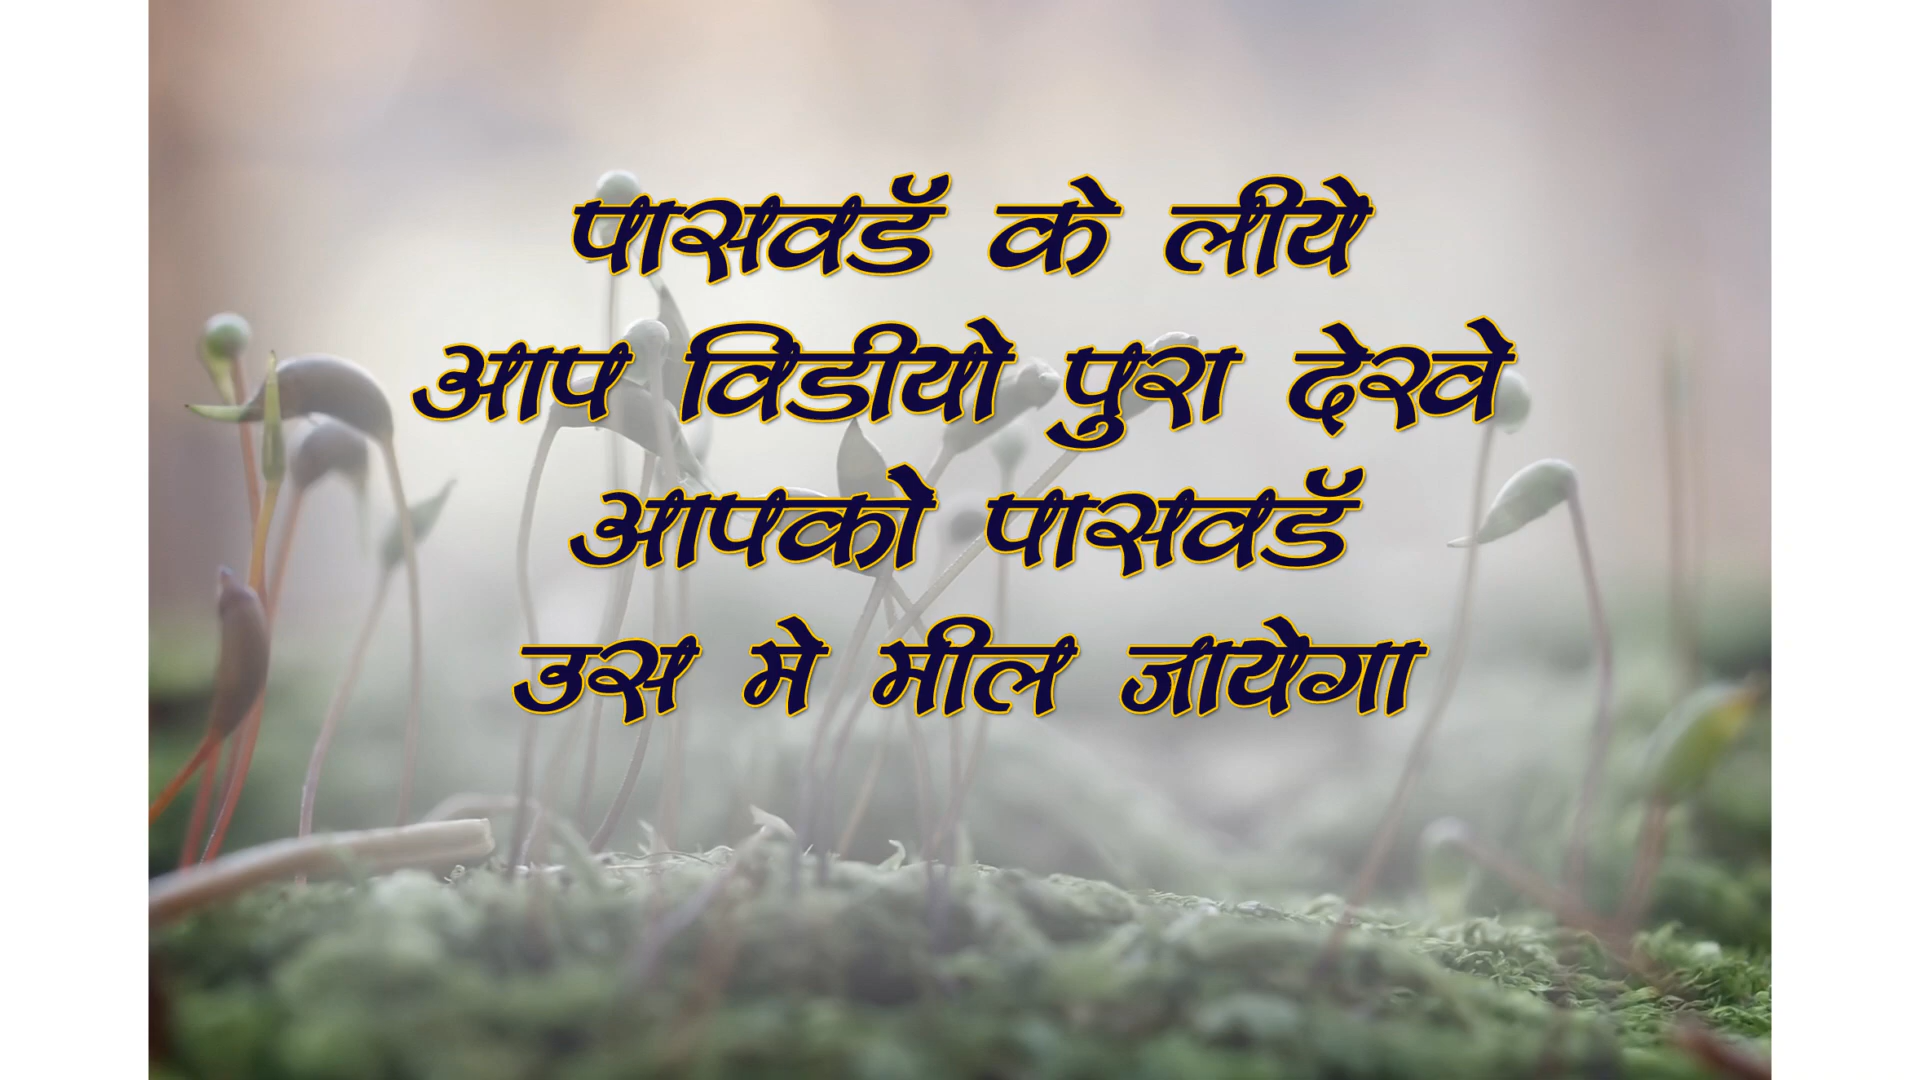 पासवर्ड के लीये
आप विडीयो पुरा देखे
आपको पासवर्ड
उस मे मील जायेगा